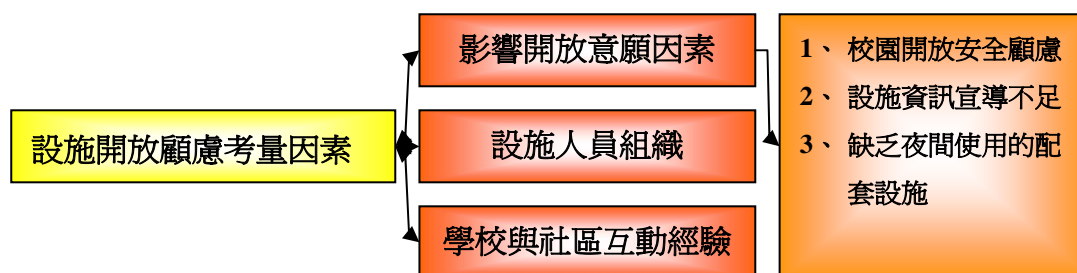 設施開放顧慮考量因素
影響開放意願因素
設施人員組織
學校與社區互動經驗
1、 校園開放安全顧慮
2、 設施資訊宣導不足
3、 缺乏夜間使用的配
套設施